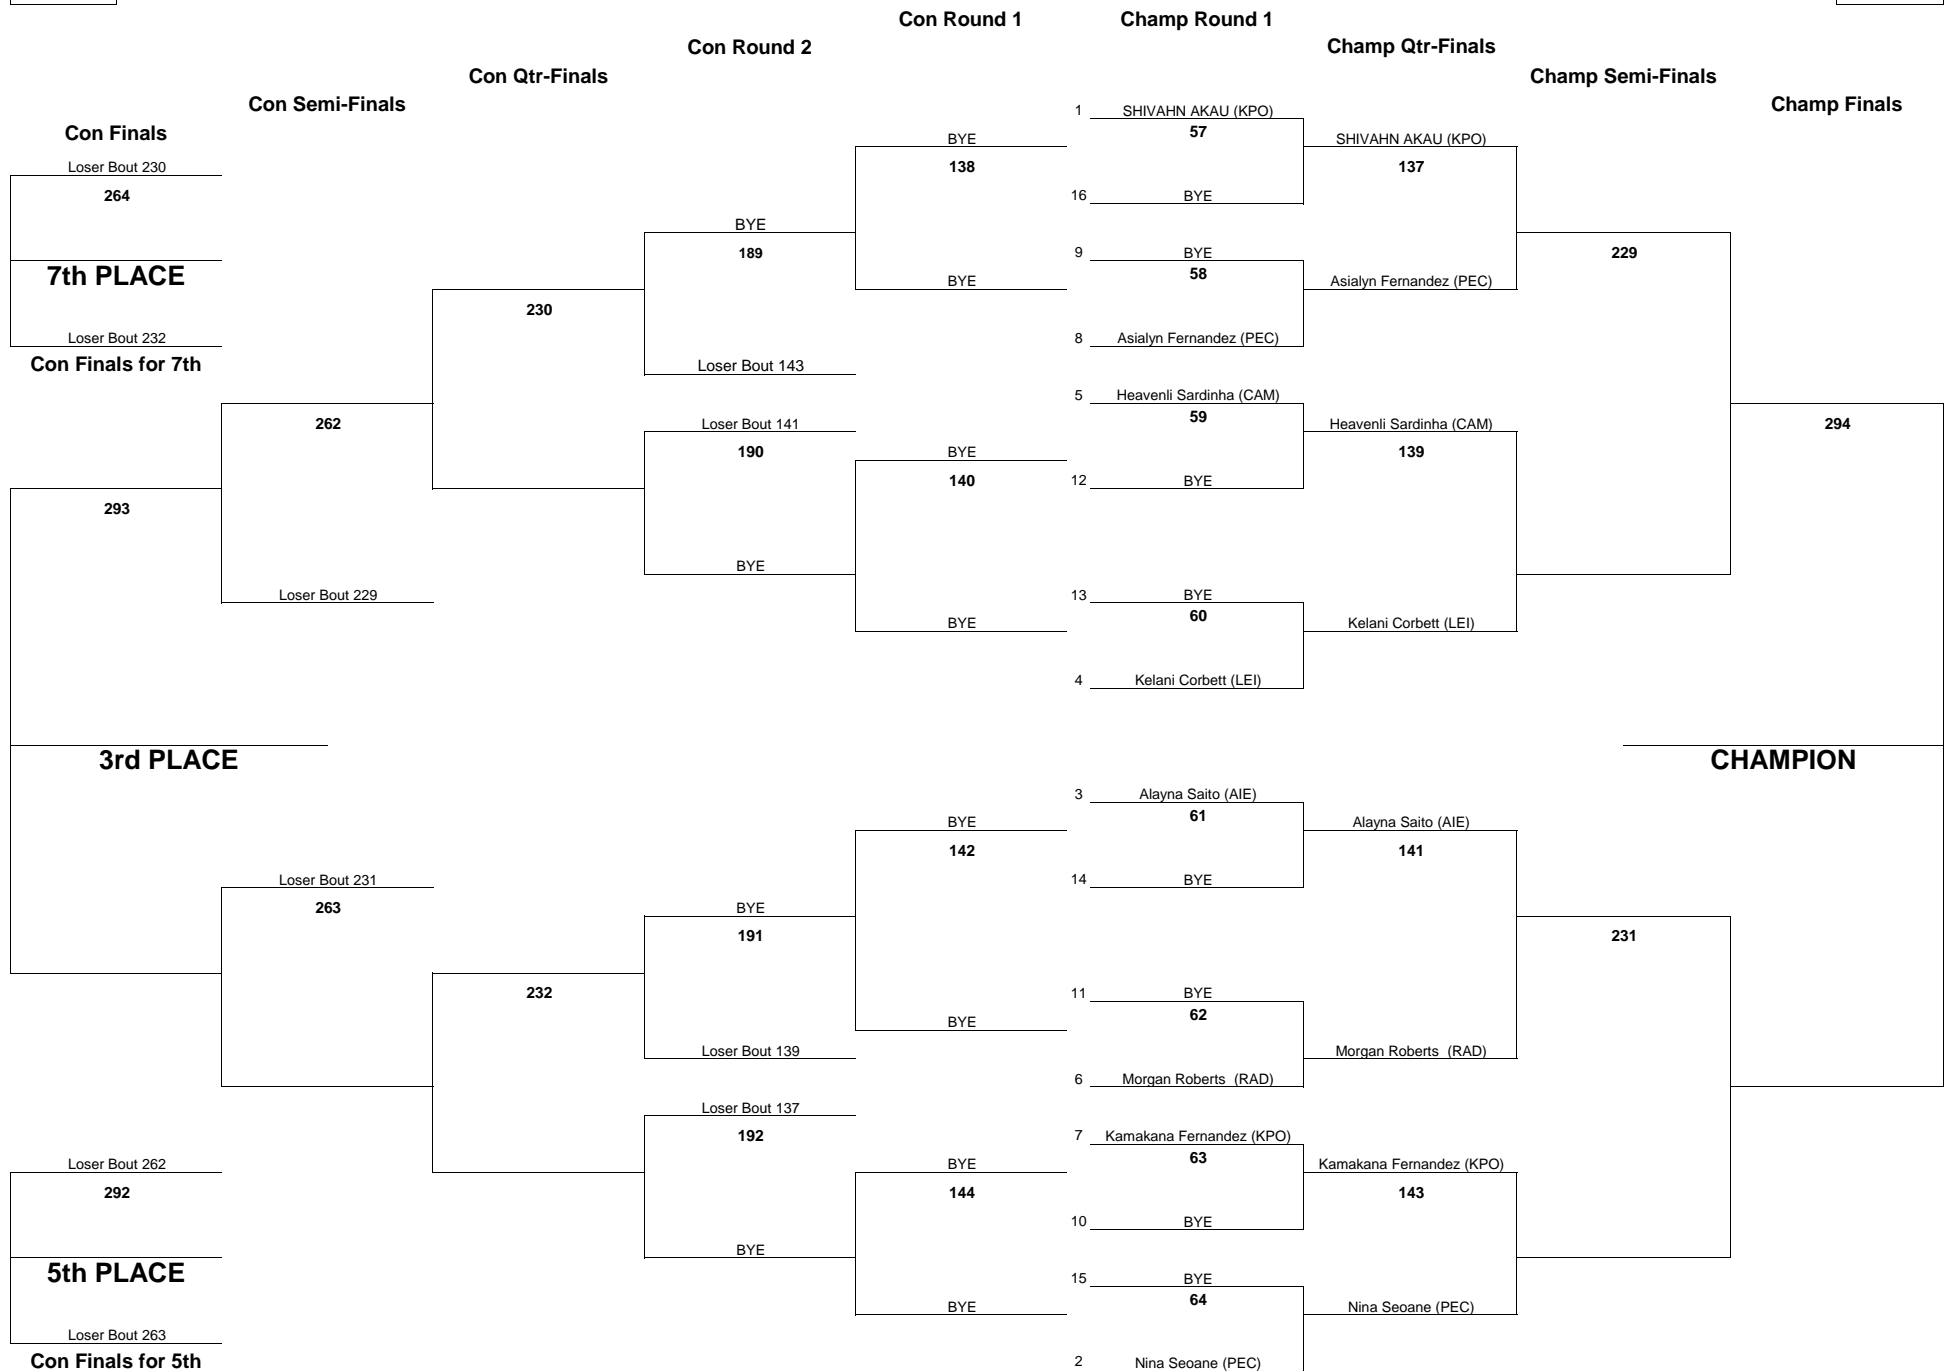 Con Round 1 Champ Round 1
Con Round 2 Champ Qtr-Finals
Con Qtr-Finals Champ Semi-Finals
Con Semi-Finals Champ Finals
1 SHIVAHN AKAU (KPO)
Con Finals 57
BYE SHIVAHN AKAU (KPO)
Loser Bout 230 138 137
264 16 BYE
BYE
189 9 BYE 229
7th PLACE 58
BYE Asialyn Fernandez (PEC)
230
Loser Bout 232 8 Asialyn Fernandez (PEC)
Con Finals for 7th Loser Bout 143
5 Heavenli Sardinha (CAM)
59
262 Loser Bout 141 Heavenli Sardinha (CAM) 294
190 BYE 139
140 12 BYE
293
BYE
Loser Bout 229 13 BYE
60
BYE Kelani Corbett (LEI)
4 Kelani Corbett (LEI)
3rd PLACE CHAMPION
3 Alayna Saito (AIE)
61
BYE Alayna Saito (AIE)
142 141
Loser Bout 231 14 BYE
263 BYE
191 231
232 11 BYE
62
BYE
Loser Bout 139 Morgan Roberts (RAD)
6 Morgan Roberts (RAD)
Loser Bout 137
192 7 Kamakana Fernandez (KPO)
63
Loser Bout 262 BYE Kamakana Fernandez (KPO)
292 144 143
10 BYE
BYE
5th PLACE 15 BYE
64
BYE Nina Seoane (PEC)
Loser Bout 263
Con Finals for 5th 2 Nina Seoane (PEC)